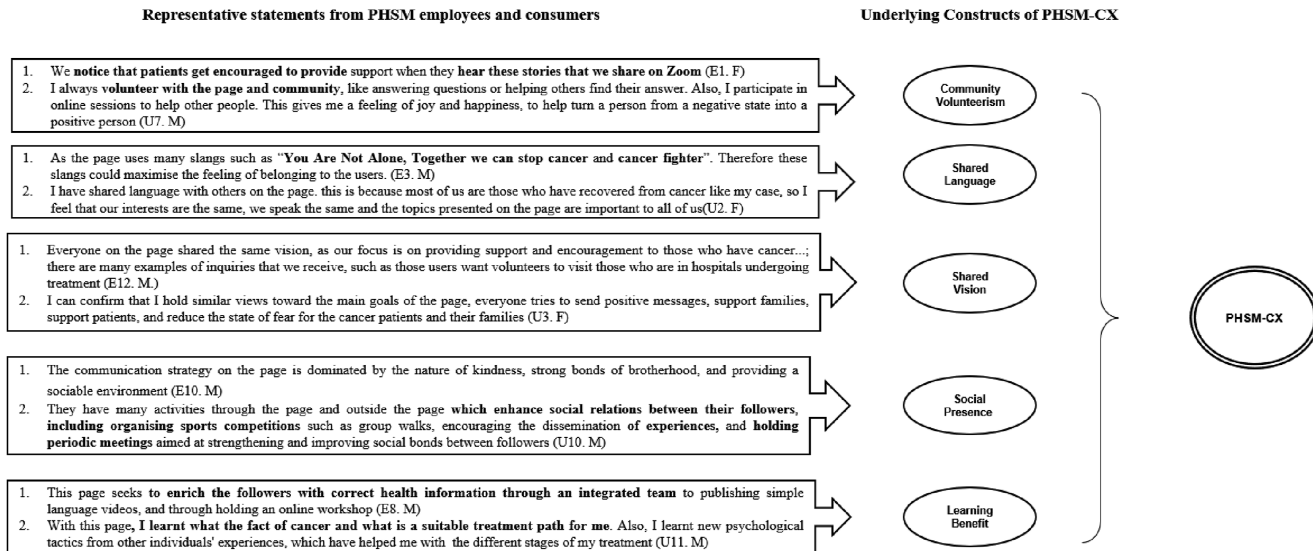 Representative statements from PHSM employees and consumers
Underlying Constructs of PHSM-CX
1. We notice that patients get encouraged to provide support when they hear these stories that we share on Zoom (E1. F)
2. I always volunteer with the page and community, like answering questions or helping others find their answer. Also, I participate in
online sessions to help other people. This gives me a feeling of joy and happiness, to help turn a person from a negative state into a
positive person (U7. M)
Community
Volunteerism
1. As the page uses many slangs such as “You Are Not Alone, Together we can stop cancer and cancer fighter”. Therefore these
slangs could maximise the feeling of belonging to the users. (E3. M)
2. I have shared language with others on the page. this is because most of us are those who have recovered from cancer like my case, so I
feel that our interests are the same, we speak the same and the topics presented on the page are important to all of us(U2. F)
Shared
Language
1. Everyone on the page shared the same vision, as our focus is on providing support and encouragement to those who have cancer...;
there are many examples of inquiries that we receive, such as those users want volunteers to visit those who are in hospitals undergoing
treatment (E12. M.)
2. I can confirm that I hold similar views toward the main goals of the page, everyone tries to send positive messages, support families,
support patients, and reduce the state of fear for the cancer patients and their families (U3. F)
Shared
Vision
PHSM-CX
1. The communication strategy on the page is dominated by the nature of kindness, strong bonds of brotherhood, and providing a
sociable environment (E10. M)
2. They have many activities through the page and outside the page which enhance social relations between their followers,
including organising sports competitions such as group walks, encouraging the dissemination of experiences, and holding
periodic meetings aimed at strengthening and improving social bonds between followers (U10. M)
Social
Presence
1. This page seeks to enrich the followers with correct health information through an integrated team to publishing simple
language videos, and through holding an online workshop (E8. M)
2. With this page, I learnt what the fact of cancer and what is a suitable treatment path for me. Also, I learnt new psychological
tactics from other individuals' experiences, which have helped me with the different stages of my treatment (U11. M)
Learning
Benefit